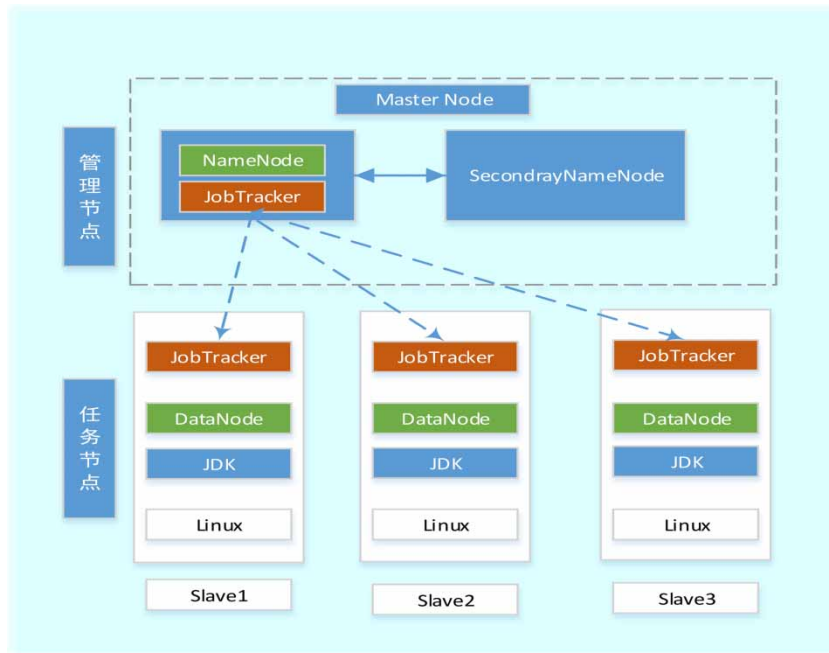 Master Node
管理节点
NameNode
JobTracker
SecondrayNameNode
任务节点
JobTracker
DataNode
JDK
Linux
Slave1
JobTracker
DataNode
JDK
Linux
Slave2
JobTracker
DataNode
JDK
Linux
Slave3